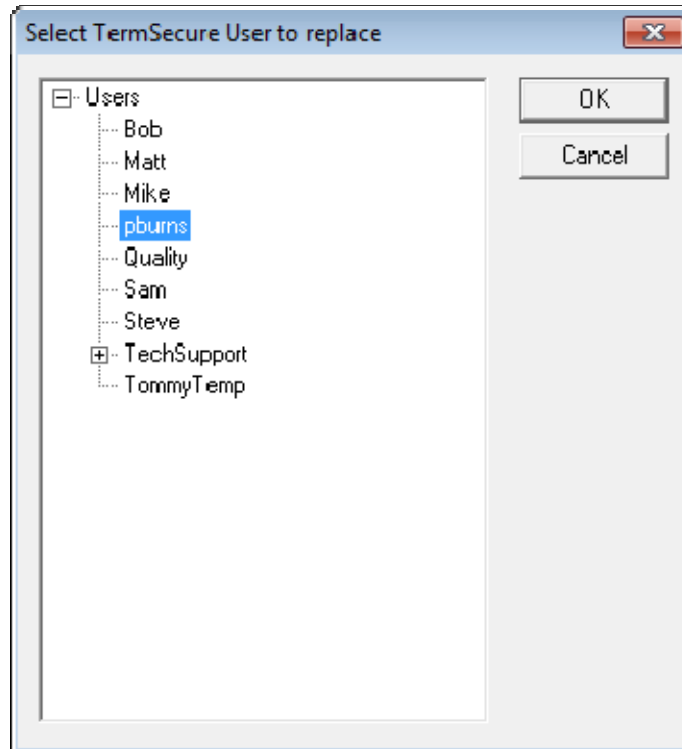 Select TermSecure User to replace
Users
Bob
Matt
Mike
pburns
Quality
Sam
Steve
TechSupport
TommyTemp
OK
Cancel